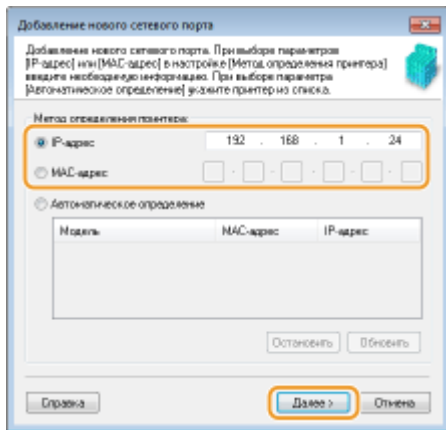 Добавление нового сетевого порта
Добавление нового сетевого порта. При выборе параметров
[IP-адрес] или [MAC-адрес] в настройке [Метод определения принтера]
введите необходимую информацию. При выборе параметра
[Автоматическое определение] укажите принтер из списка.
Метод определения принтера:
IP-адрес 192 . 168 . 1 . 24
MAC-адрес - - - - -
Автоматическое определение
Модель MAC-адрес IP-адрес
Остановить Обновить
Справка Далее > Отмена